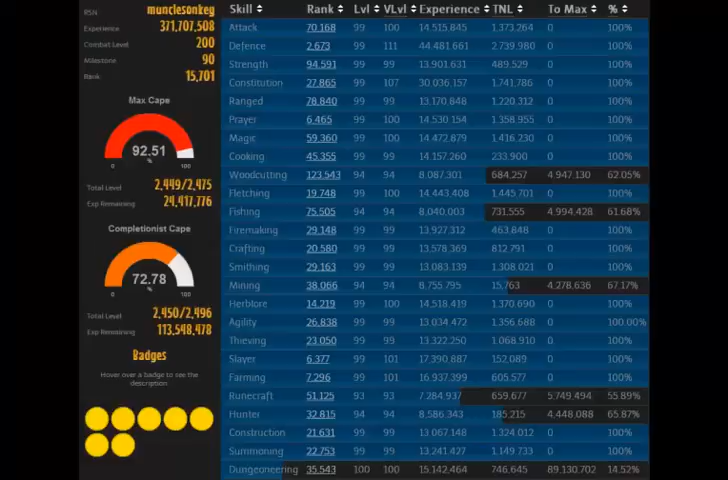 RSN munclesonkey
Experience 371,707,508
Combat Level 200
Milestone 90
Rank 15,701
Max Cape
92.51
%
0 100
Total Level 2,449/2,475
Exp Remaining 24,417,776
Completionist Cape
72.78
%
0 100
Total Level 2,450/2,496
Exp Remaining 113,548,478
Badges
Hover over a badge to see the
description
Skill Rank Lvl VLvl Experience TNL To Max %
Attack 70,168 99 100 14,515,845 1,373,264 0 100%
Defence 2,673 99 111 44,481,661 2,739,980 0 100%
Strength 94,591 99 99 13,901,631 489,529 0 100%
Constitution 27,865 99 107 30,036,157 1,741,786 0 100%
Ranged 78,840 99 99 13,170,848 1,220,312 0 100%
Prayer 6,465 99 100 14,530,154 1,358,955 0 100%
Magic 59,360 99 100 14,472,879 1,416,230 0 100%
Cooking 45,355 99 99 14,157,260 233,900 0 100%
Woodcutting 123,543 94 94 8,087,301 684,257 4,947,130 62.05%
Fletching 19,748 99 100 14,443,408 1,445,701 0 100%
Fishing 75,505 94 94 8,040,003 731,555 4,994,428 61.68%
Firemaking 29,148 99 99 13,927,312 463,848 0 100%
Crafting 20,580 99 99 13,578,369 812,791 0 100%
Smithing 29,163 99 99 13,083,139 1,308,021 0 100%
Mining 38,066 94 94 8,755,795 15,763 4,278,636 67.17%
Herblore 14,219 99 100 14,518,419 1,370,690 0 100%
Agility 26,838 99 99 13,034,472 1,356,688 0 100.00%
Thieving 23,050 99 99 13,322,250 1,068,910 0 100%
Slayer 6,377 99 101 17,390,887 152,089 0 100%
Farming 7,296 99 101 16,937,399 605,577 0 100%
Runecraft 51,125 93 93 7,284,937 659,677 5,749,494 55.89%
Hunter 32,815 94 94 8,586,343 185,215 4,448,088 65.87%
Construction 21,631 99 99 13,067,148 1,324,012 0 100%
Summoning 22,753 99 99 13,241,427 1,149,733 0 100%
Dungeoneering 35,543 100 100 15,142,464 746,645 89,130,702 14.52%